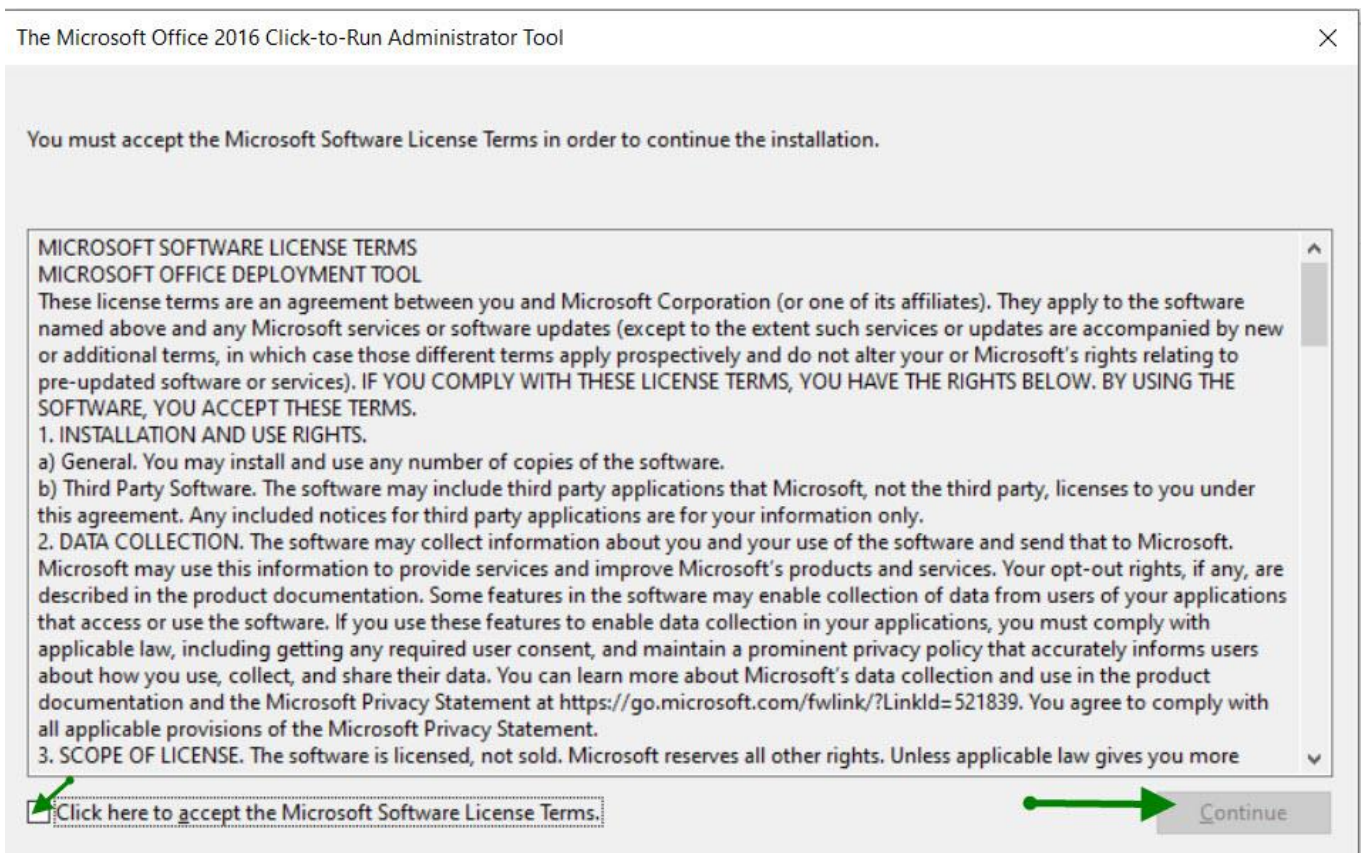 The Microsoft Office 2016 Click-to-Run Administrator Tool
You must accept the Microsoft Software License Terms in order to continue the installation.
MICROSOFT SOFTWARE LICENSE TERMS
MICROSOFT OFFICE DEPLOYMENT TOOL
These license terms are an agreement between you and Microsoft Corporation (or one of its affiliates). They apply to the software
named above and any Microsoft services or software updates (except to the extent such services or updates are accompanied by new
or additional terms, in which case those different terms apply prospectively and do not alter your or Microsoft's rights relating to
pre-updated software or services). IF YOU COMPLY WITH THESE LICENSE TERMS, YOU HAVE THE RIGHTS BELOW. BY USING THE
SOFTWARE, YOU ACCEPT THESE TERMS.
1. INSTALLATION AND USE RIGHTS.
a) General. You may install and use any number of copies of the software.
b) Third Party Software. The software may include third party applications that Microsoft, not the third party, licenses to you under
this agreement. Any included notices for third party applications are for your information only.
2. DATA COLLECTION. The software may collect information about you and your use of the software and send that to Microsoft.
Microsoft may use this information to provide services and improve Microsoft's products and services. Your opt-out rights, if any, are
described in the product documentation. Some features in the software may enable collection of data from users of your applications
that access or use the software. If you use these features to enable data collection in your applications, you must comply with
applicable law, including getting any required user consent, and maintain a prominent privacy policy that accurately informs users
about how you use, collect, and share their data. You can learn more about Microsoft's data collection and use in the product
documentation and the Microsoft Privacy Statement at https://go.microsoft.com/fwlink/?LinkId=521839. You agree to comply with
all applicable provisions of the Microsoft Privacy Statement.
3. SCOPE OF LICENSE. The software is licensed, not sold. Microsoft reserves all other rights. Unless applicable law gives you more
Click here to accept the Microsoft Software License Terms.
Continue